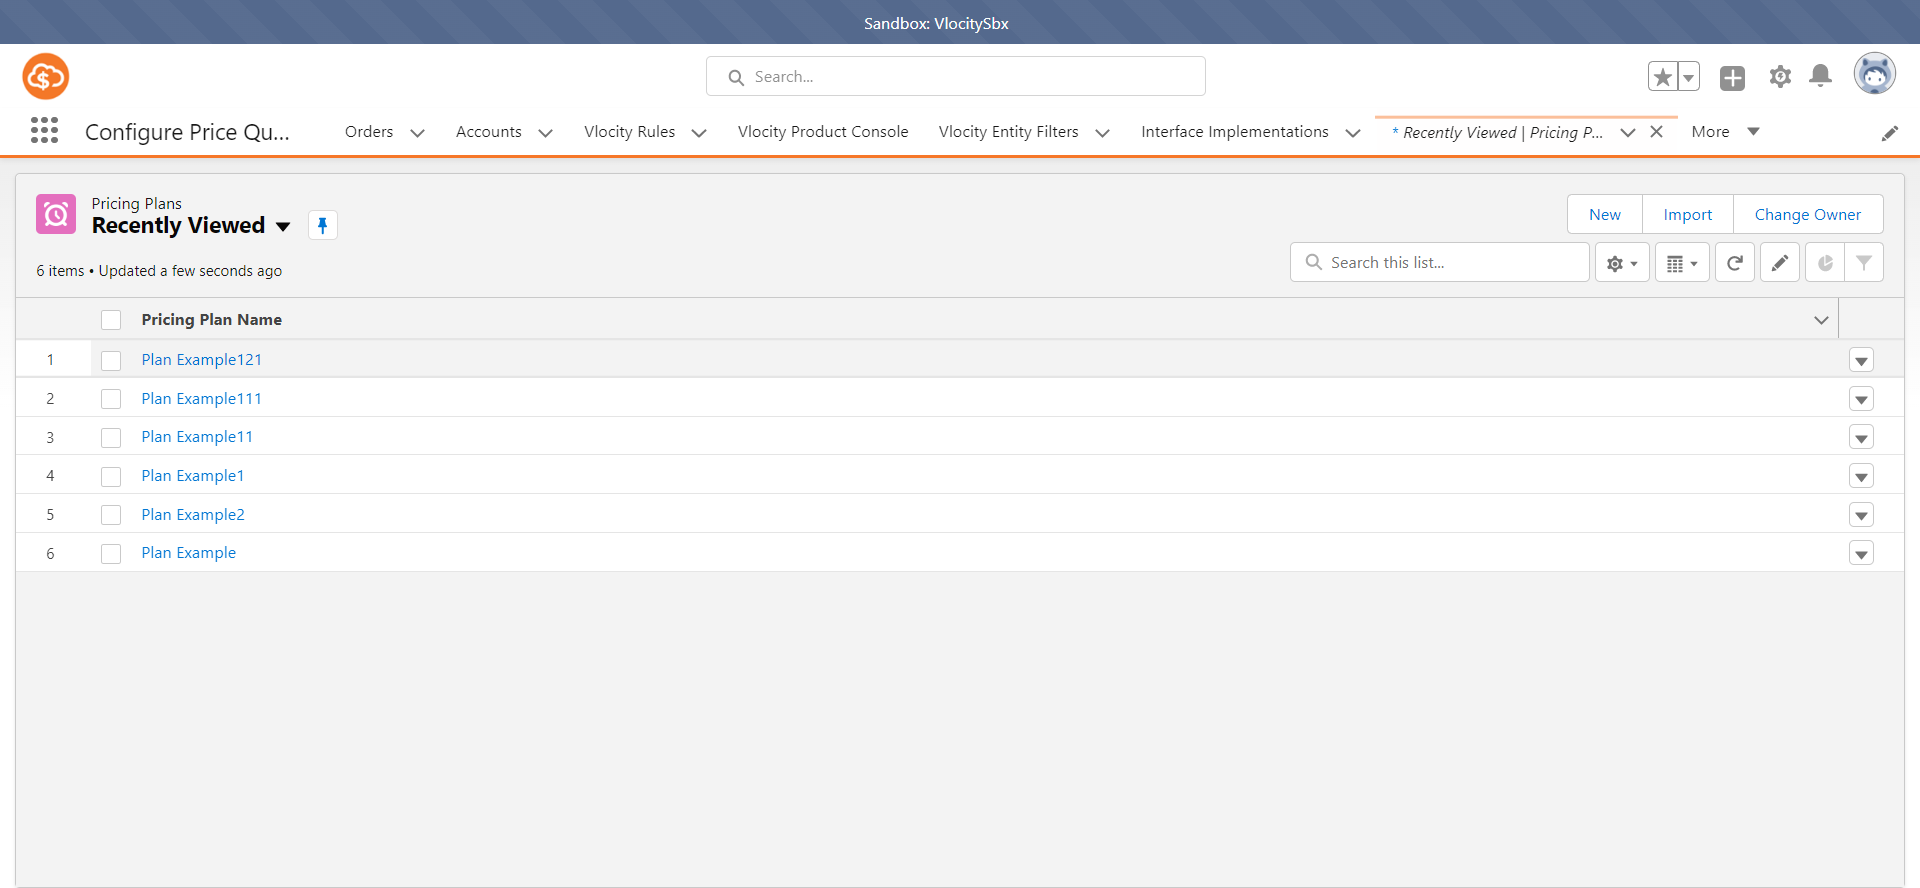 Sandbox: VlocitySbx
Search...
Configure Price Qu...
Orders
Accounts
Vlocity Rules
Vlocity Product Console
Vlocity Entity Filters
Interface Implementations
* Recently Viewed | Pricing P...
More
Pricing Plans
Recently Viewed
New
Import
Change Owner
6 items • Updated a few seconds ago
Search this list...
Pricing Plan Name
1 Plan Example121
2 Plan Example111
3 Plan Example11
4 Plan Example1
5 Plan Example2
6 Plan Example